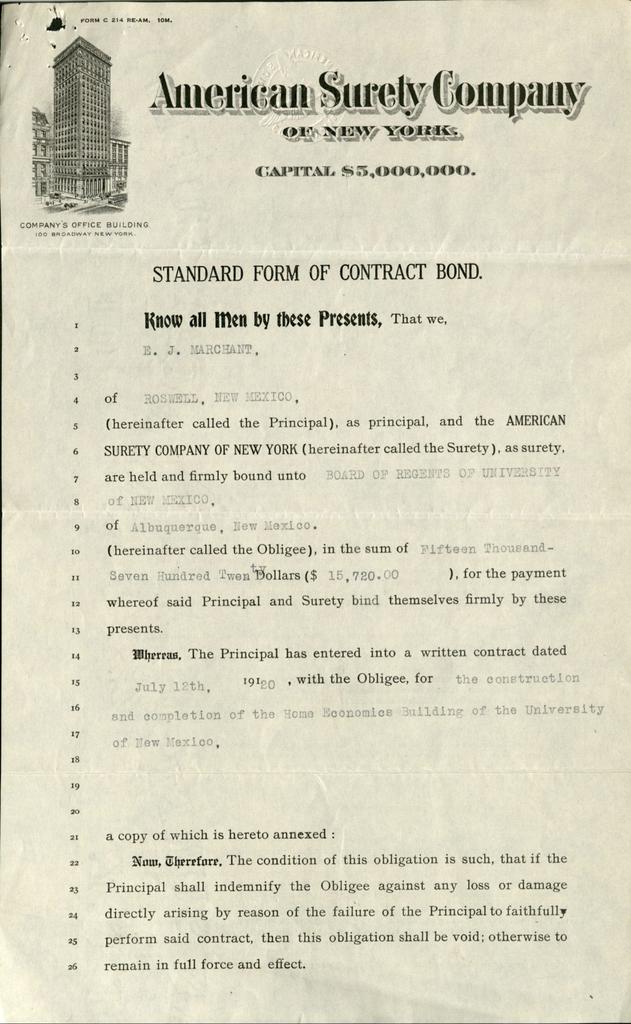 FORM C 214 RE-AM. 10M.
American Surety Company
OF NEW YORK.
CAPITAL $5,000,000.
COMPANY'S OFFICE BUILDING.
100 BROADWAY NEW YORK.
STANDARD FORM OF CONTRACT BOND.
1 Know all Men by these Presents, That we,
2 E. J. MARCHANT,
3
4 of ROSWELL, NEW MEXICO,
5 (hereinafter called the Principal), as principal, and the AMERICAN
6 SURETY COMPANY OF NEW YORK (hereinafter called the Surety), as surety,
7 are held and firmly bound unto BOARD OF REGENTS OF UNIVERSITY
8 of NEW MEXICO,
9 of Albuquerque, New Mexico.
10 (hereinafter called the Obligee), in the sum of Fifteen Thousand-
11 Seven Hundred Twenty Dollars ($ 15,720.00 ), for the payment
12 whereof said Principal and Surety bind themselves firmly by these
13 presents.
14 Whereas, The Principal has entered into a written contract dated
15 July 12th, 19120 , with the Obligee, for the construction
16 and completion of the Home Economics Building of the University
17 of New Mexico,
18
19
20
21 a copy of which is hereto annexed :
22 Now, Therefore, The condition of this obligation is such, that if the
23 Principal shall indemnify the Obligee against any loss or damage
24 directly arising by reason of the failure of the Principal to faithfully
25 perform said contract, then this obligation shall be void; otherwise to
26 remain in full force and effect.